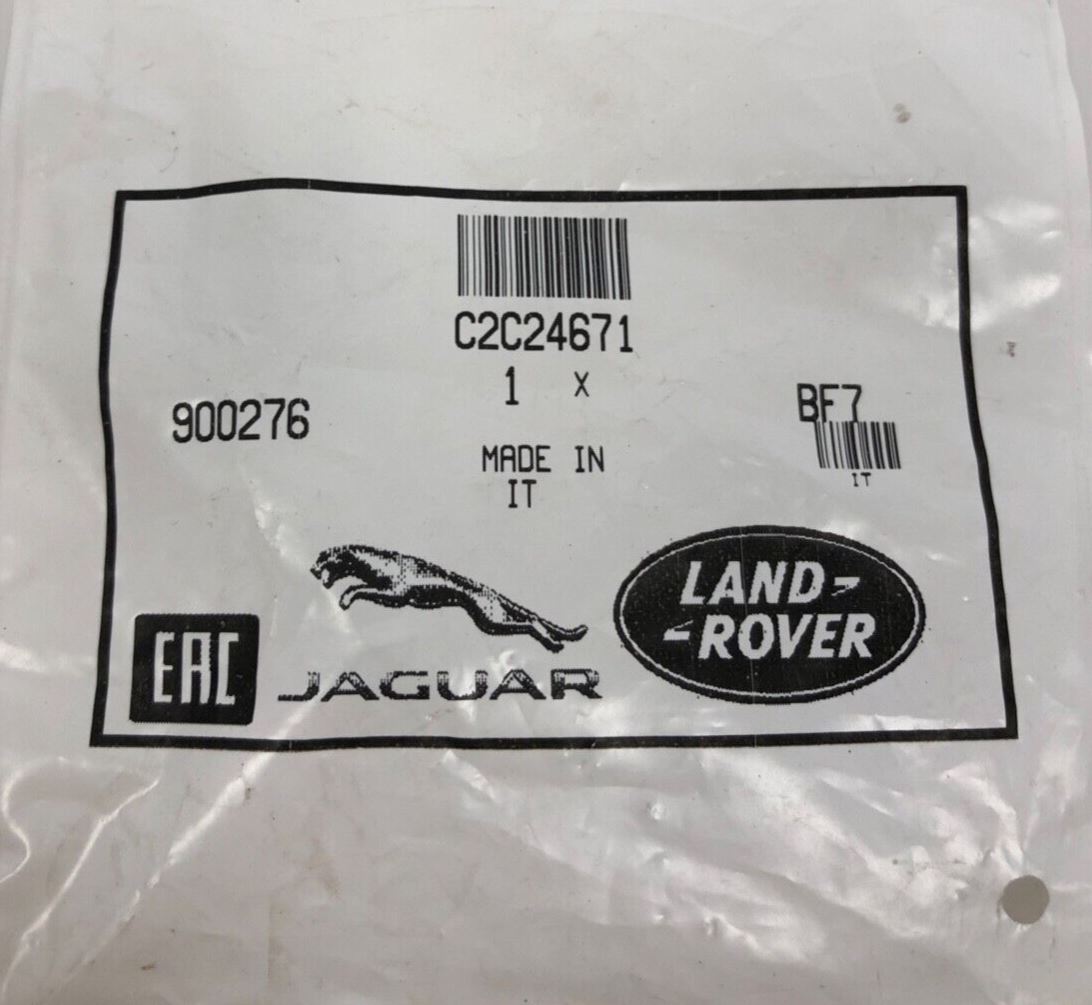 C2C24671
1 X
900276
BF7
MADE IN
IT
IT
EAC
JAGUAR
LAND-
-ROVER